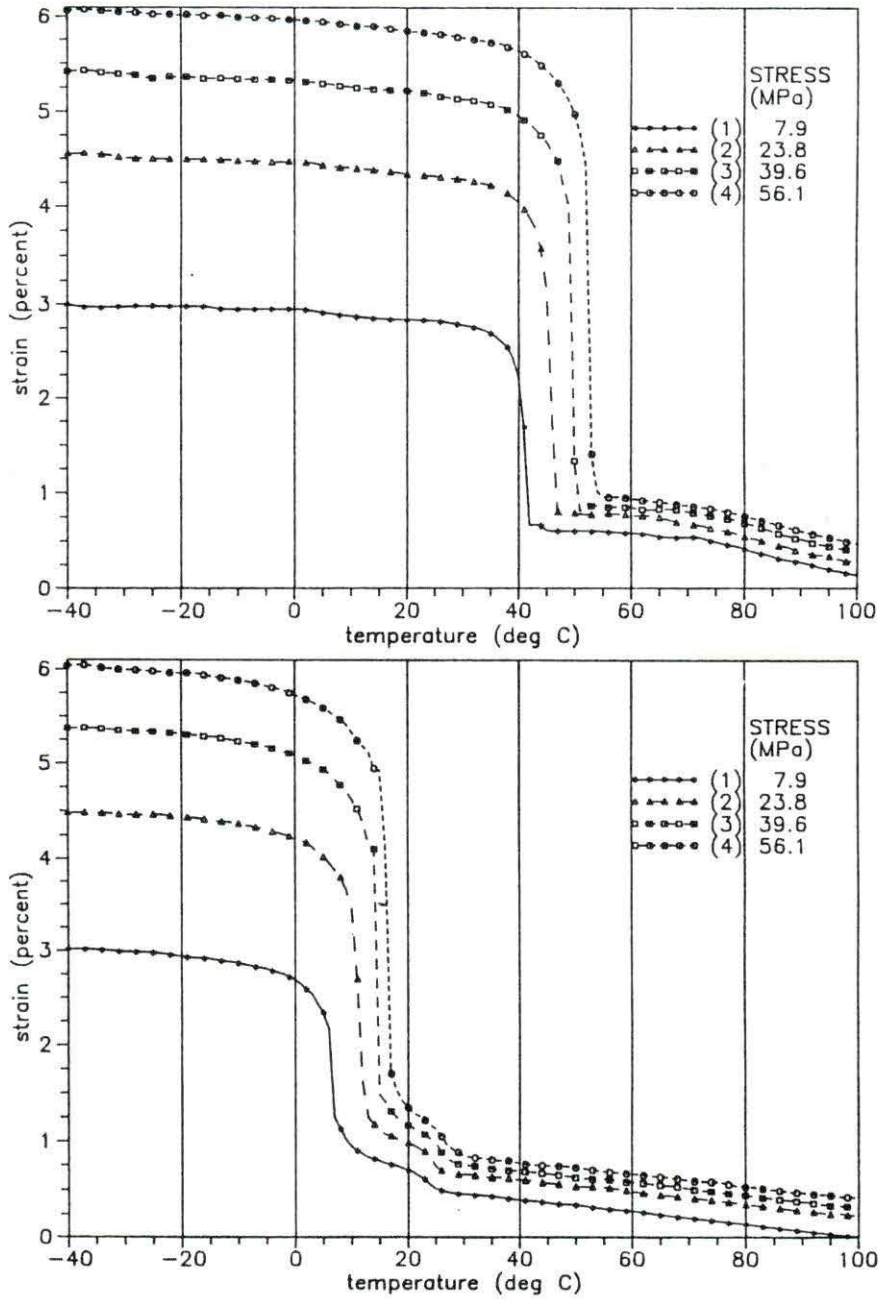 6
5
4
3
2
1
0
strain (percent)
STRESS
(MPa)
(1) 7.9
(2) 23.8
(3) 39.6
(4) 56.1
-40 -20 0 20 40 60 80 100
temperature (deg C)
6
5
4
3
2
1
0
strain (percent)
STRESS
(MPa)
(1) 7.9
(2) 23.8
(3) 39.6
(4) 56.1
-40 -20 0 20 40 60 80 100
temperature (deg C)